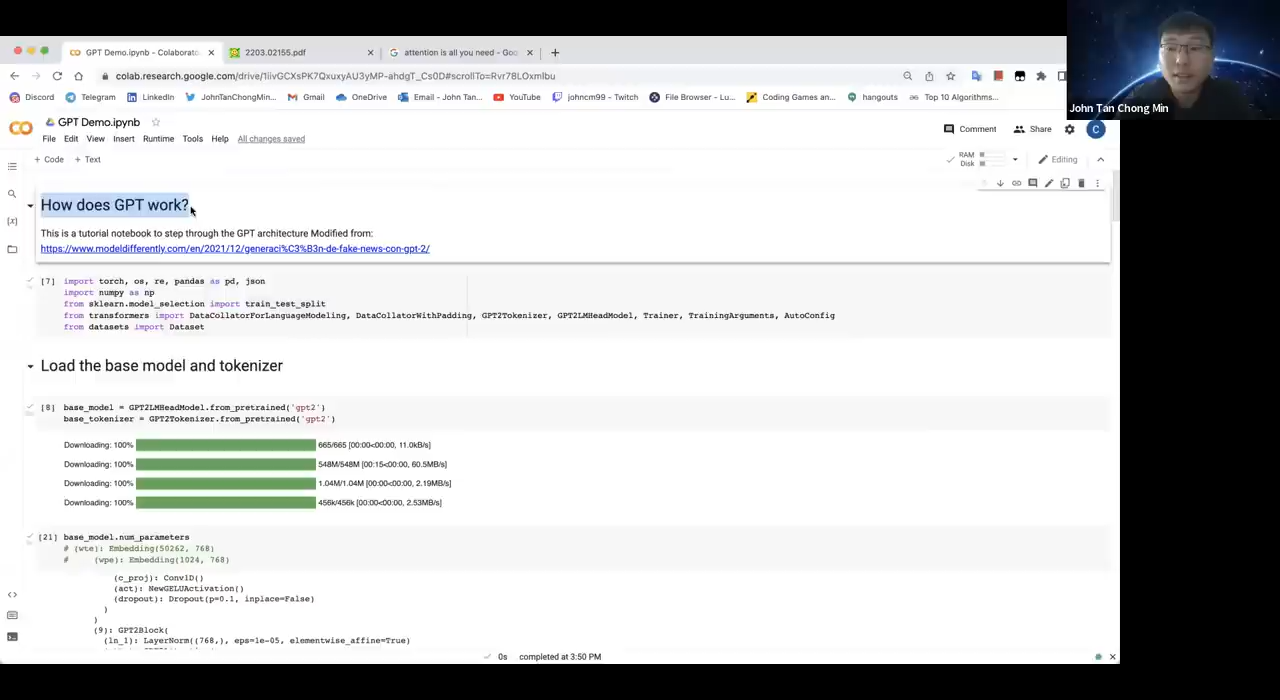 GPT Demo.ipynb - Colaborato
2203.02155.pdf
attention is all you need - Goo
colab.research.google.com/drive/1iivGCXsPK7QxuxyAU3yMP-ahdgT_Cs0D#scrollTo=Rvr78LOxmIbu
Discord
Telegram
LinkedIn
JohnTanChongMin...
Gmail
OneDrive
Email - John Tan...
YouTube
johncm99 - Twitch
File Browser - Lu...
Coding Games an...
hangouts
Top 10 Algorithms...
John Tan Chong Min
GPT Demo.ipynb
Comment
Share
C
File Edit View Insert Runtime Tools Help All changes saved
+ Code + Text
RAM
Disk
Editing
How does GPT work?
This is a tutorial notebook to step through the GPT architecture Modified from:
https://www.modeldifferently.com/en/2021/12/generaci%C3%B3n-de-fake-news-con-gpt-2/
[7] import torch, os, re, pandas as pd, json
import numpy as np
from sklearn.model_selection import train_test_split
from transformers import DataCollatorForLanguageModeling, DataCollatorWithPadding, GPT2Tokenizer, GPT2LMHeadModel, Trainer, TrainingArguments, AutoConfig
from datasets import Dataset
Load the base model and tokenizer
[8] base_model = GPT2LMHeadModel.from_pretrained('gpt2')
base_tokenizer = GPT2Tokenizer.from_pretrained('gpt2')
Downloading: 100% 665/665 [00:00<00:00, 11.0kB/s]
Downloading: 100% 548M/548M [00:15<00:00, 60.5MB/s]
Downloading: 100% 1.04M/1.04M [00:00<00:00, 2.19MB/s]
Downloading: 100% 456k/456k [00:00<00:00, 2.53MB/s]
[21] base_model.num_parameters
# (wte): Embedding(50262, 768)
# (wpe): Embedding(1024, 768)
(c_proj): Conv1D()
(act): NewGELUActivation()
(dropout): Dropout(p=0.1, inplace=False)
)
)
(9): GPT2Block(
(ln_1): LayerNorm((768,), eps=1e-05, elementwise_affine=True)
0s completed at 3:50 PM